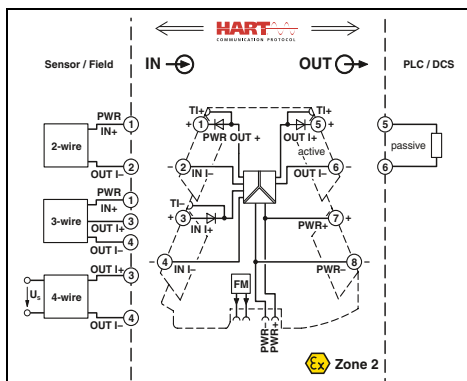 HART
COMMUNICATION PROTOCOL
Sensor / Field
IN
OUT
PLC / DCS
PWR
IN+
1
2-wire
OUT I–
2
PWR
IN+
1
3-wire
OUT I+
3
OUT I–
4
OUT I+
3
4-wire
Us
OUT I–
4
TI+
+
1
PWR OUT +
–
2
IN I–
TI–
+
3
IN I+
–
4
IN I–
TI+
5
+
OUT I+
active
6
–
OUT I–
7
+
PWR+
8
–
PWR–
FM
PWR–
PWR+
Ex
Zone 2
5
passive
6